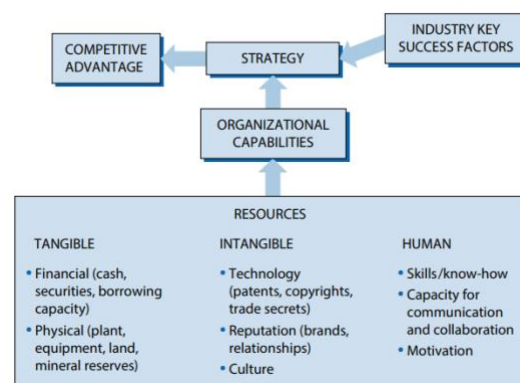 COMPETITIVE
ADVANTAGE
STRATEGY
INDUSTRY KEY
SUCCESS FACTORS
ORGANIZATIONAL
CAPABILITIES
RESOURCES
TANGIBLE
• Financial (cash,
securities, borrowing
capacity)
• Physical (plant,
equipment, land,
mineral reserves)
INTANGIBLE
• Technology
(patents, copyrights,
trade secrets)
• Reputation (brands,
relationships)
• Culture
HUMAN
• Skills/know-how
• Capacity for
communication
and collaboration
• Motivation